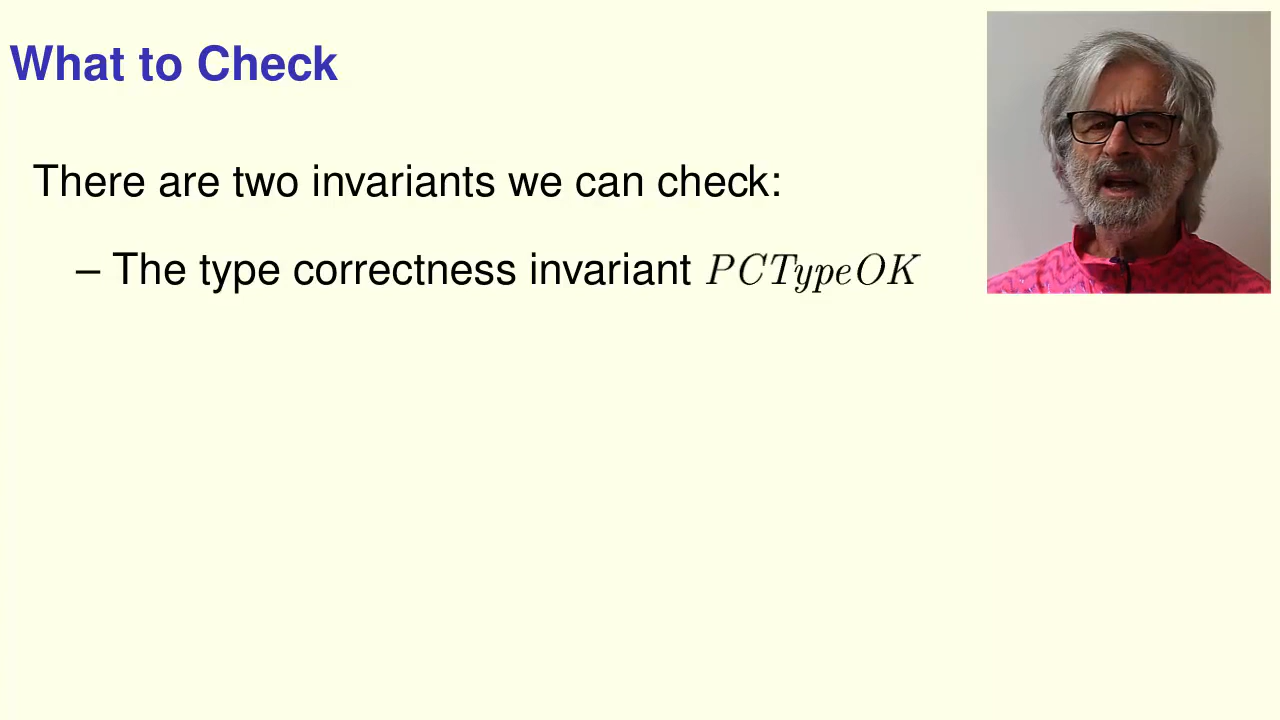 What to Check
There are two invariants we can check:
– The type correctness invariant PCTypeOK